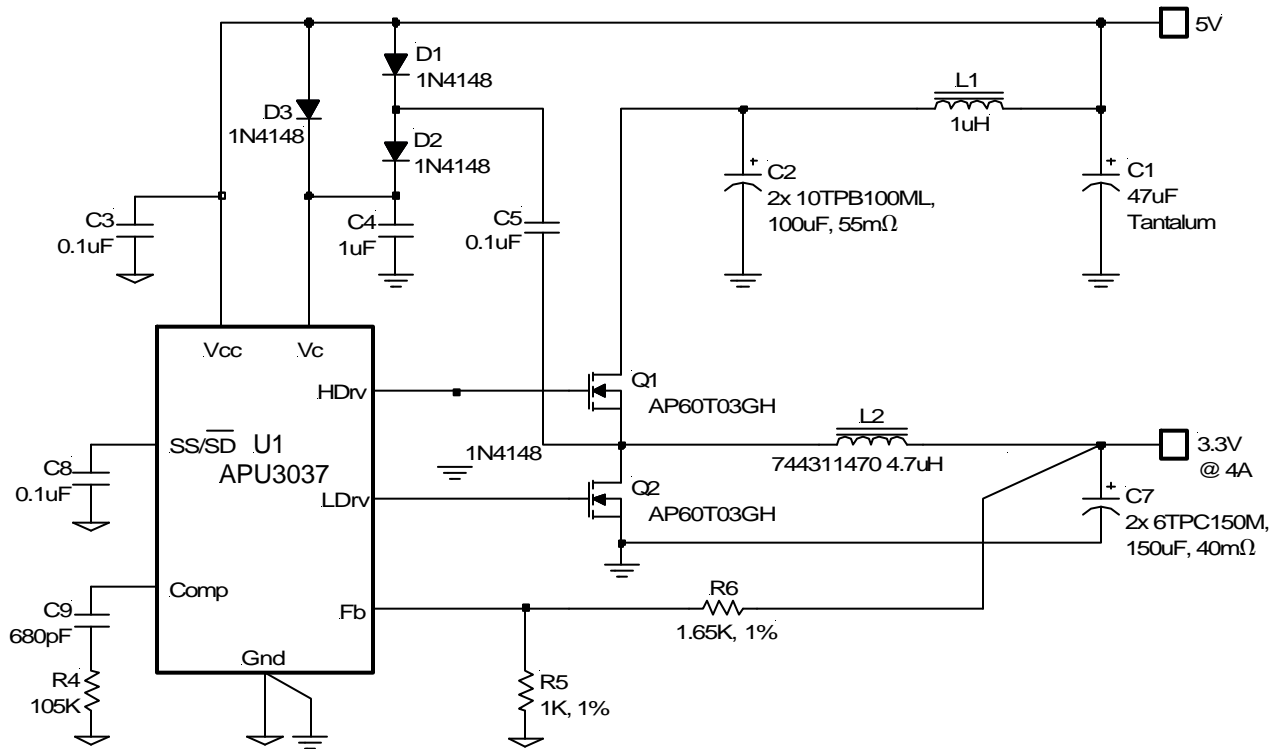 5V
D1
1N4148
L1
1uH
D3
1N4148
D2
1N4148
C2
2x 10TPB100ML,
100uF, 55mΩ
C1
47uF
Tantalum
C3
0.1uF
C4
1uF
C5
0.1uF
Vcc
Vc
HDrv
Q1
AP60T03GH
L2
744311470 4.7uH
3.3V
@ 4A
SS/SD
U1
APU3037
1N4148
C8
0.1uF
LDrv
Q2
AP60T03GH
C7
2x 6TPC150M,
150uF, 40mΩ
Comp
C9
680pF
Fb
R6
1.65K, 1%
Gnd
R4
105K
R5
1K, 1%